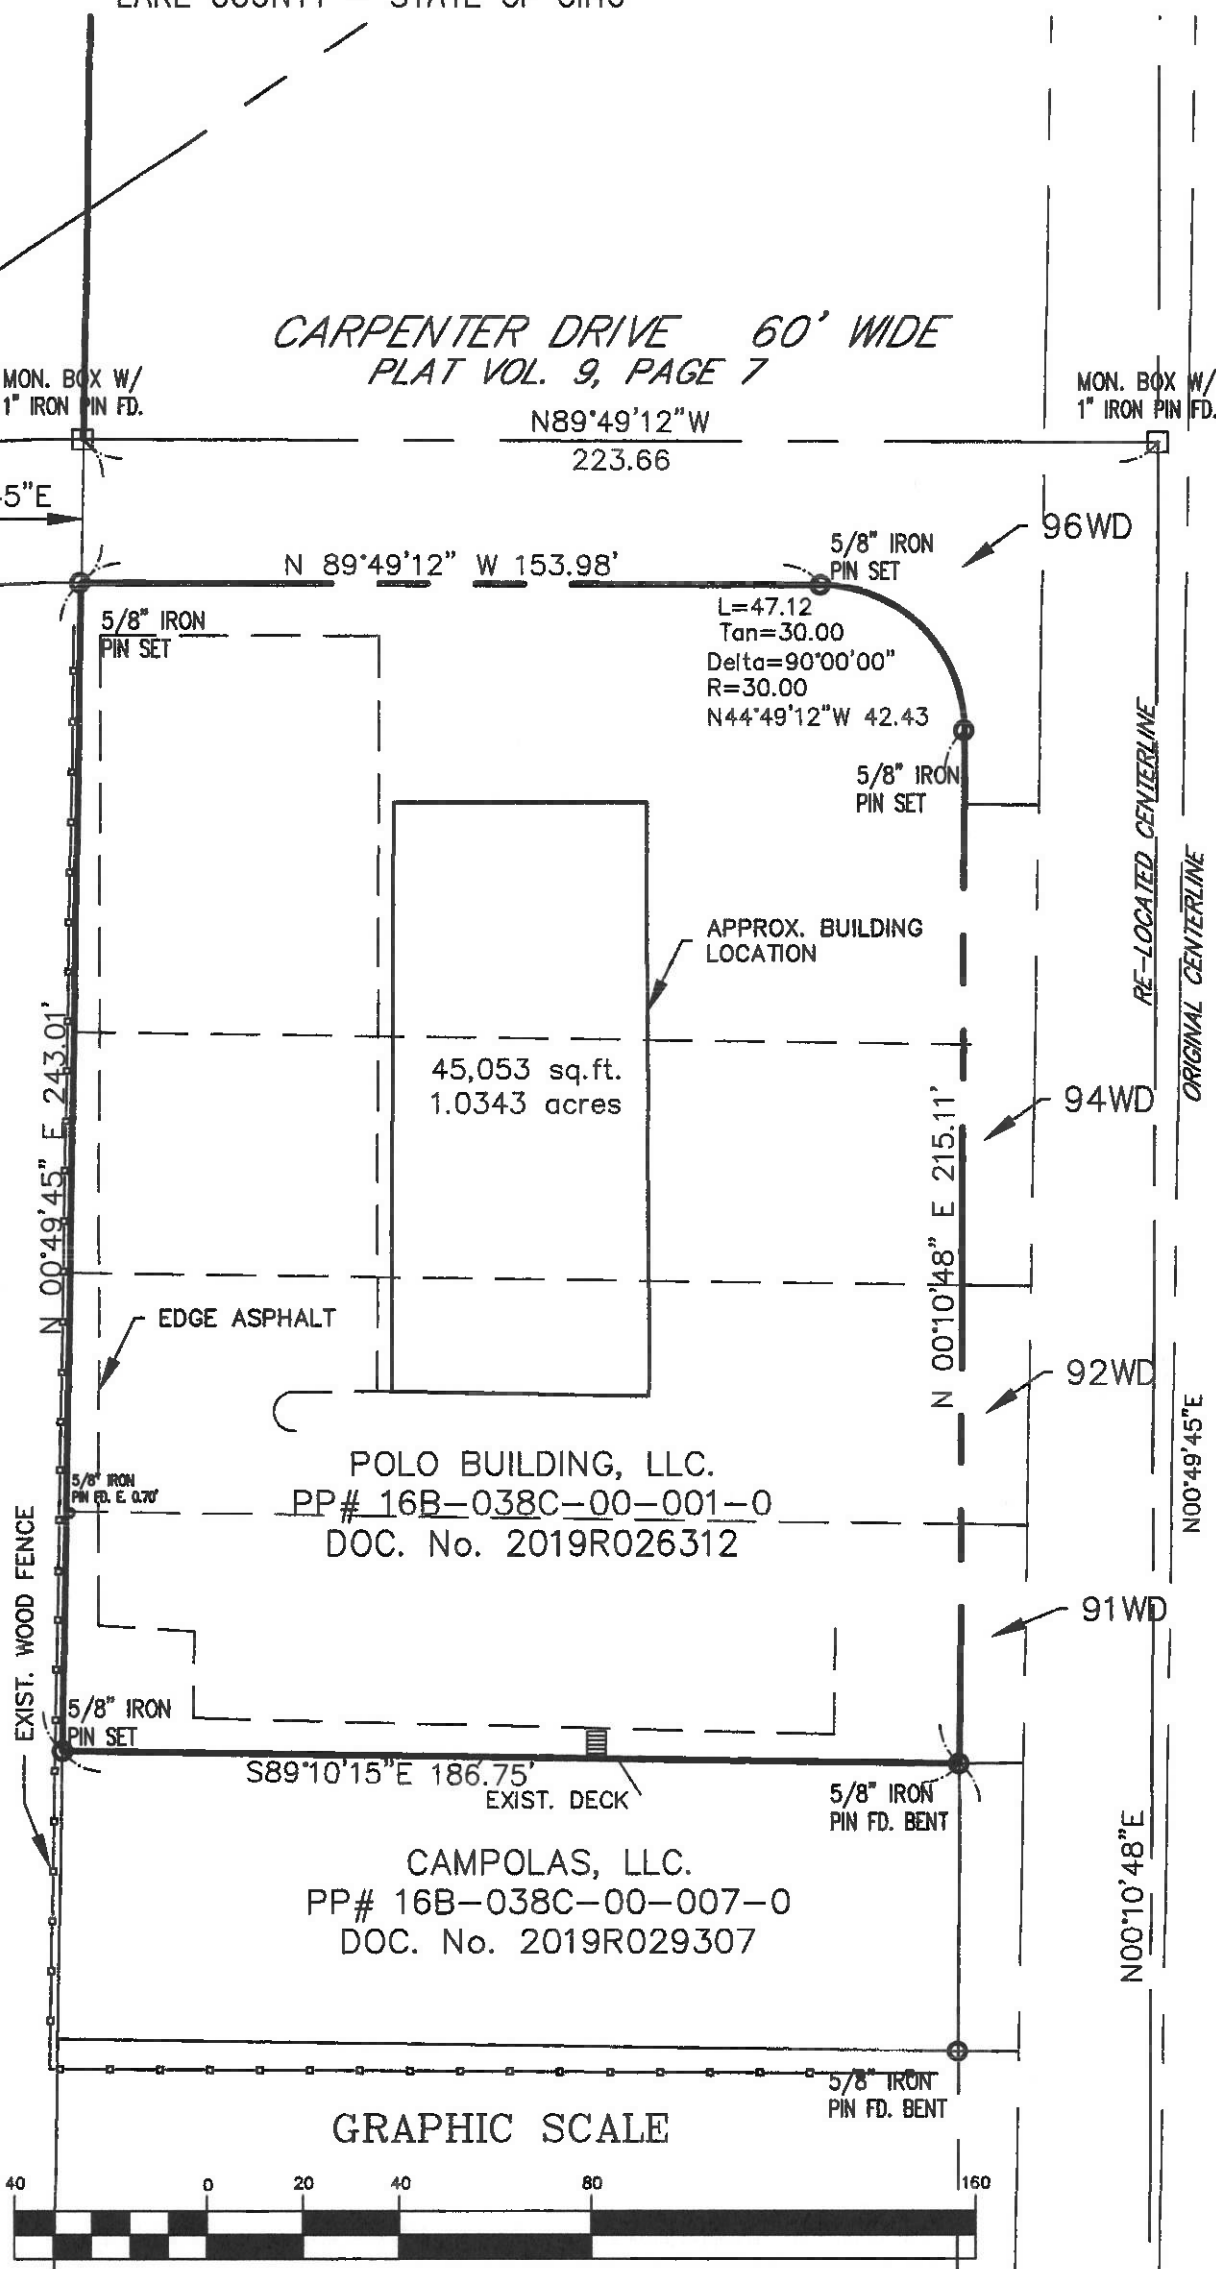 LAKE COUNTY - STATE OF OHIO
CARPENTER DRIVE 60' WIDE
PLAT VOL. 9, PAGE 7
MON. BOX W/
1" IRON PIN FD.
MON. BOX W/
1" IRON PIN FD.
N89°49'12"W
223.66
45"E
96WD
N 89°49'12" W 153.98'
5/8" IRON
PIN SET
5/8" IRON
PIN SET
L=47.12
Tan=30.00
Delta=90°00'00"
R=30.00
N44°49'12"W 42.43
5/8" IRON
PIN SET
RE-LOCATED CENTERLINE
ORIGINAL CENTERLINE
APPROX. BUILDING
LOCATION
45,053 sq.ft.
1.0343 acres
N 00°49'45" E 243.01'
N 00°10'48" E 215.11'
94WD
EDGE ASPHALT
92WD
N00°49'45"E
POLO BUILDING, LLC.
PP# 16B-038C-00-001-0
DOC. No. 2019R026312
5/8" IRON
PIN FD. E. 0.70'
EXIST. WOOD FENCE
91WD
5/8" IRON
PIN SET
S89°10'15"E 186.75'
EXIST. DECK
5/8" IRON
PIN FD. BENT
CAMPOLAS, LLC.
PP# 16B-038C-00-007-0
DOC. No. 2019R029307
N00°10'48"E
5/8" IRON
PIN FD. BENT
GRAPHIC SCALE
40 0 20 40 80 160